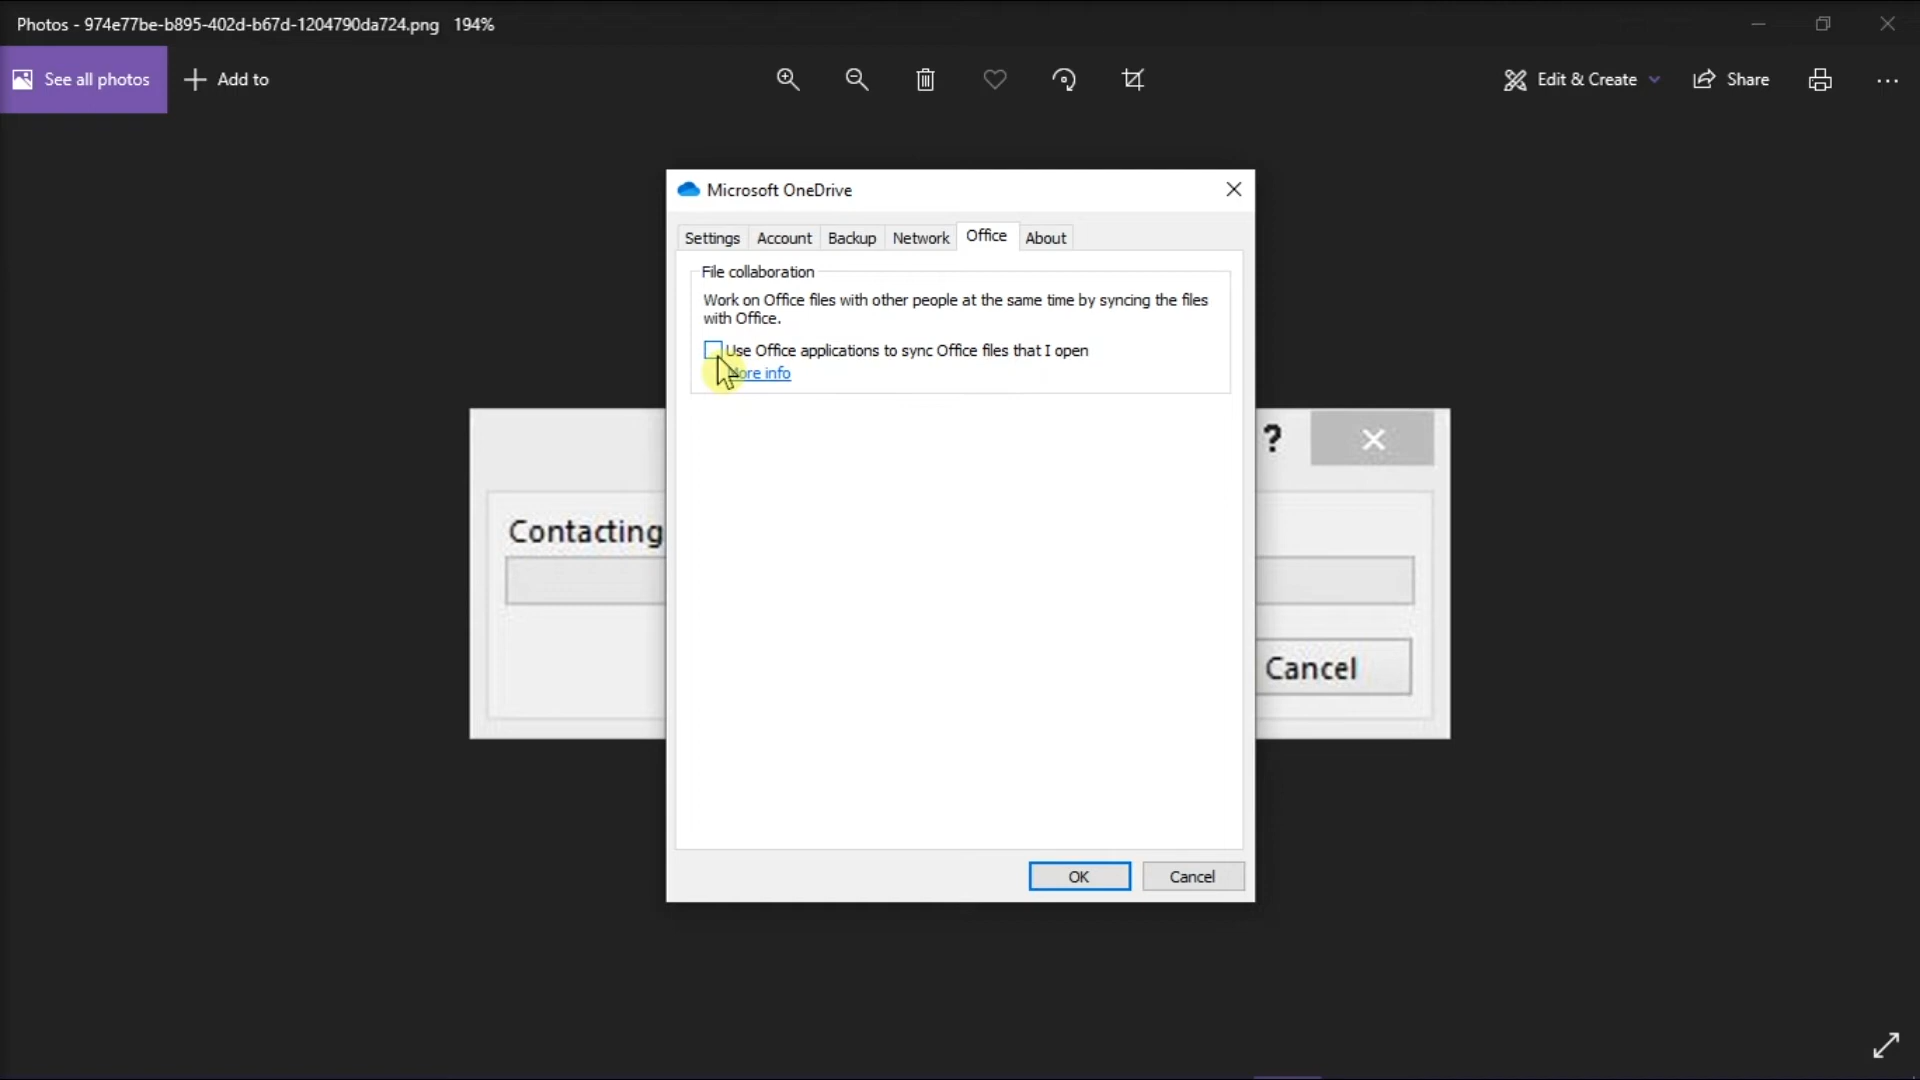 Photos - 974e77be-b895-402d-b67d-1204790da724.png 194%
See all photos
Add to
Edit & Create
Share
Microsoft OneDrive
Settings
Account
Backup
Network
Office
About
File collaboration
Work on Office files with other people at the same time by syncing the files
with Office.
Use Office applications to sync Office files that I open
More info
?
Contacting
Cancel
OK
Cancel